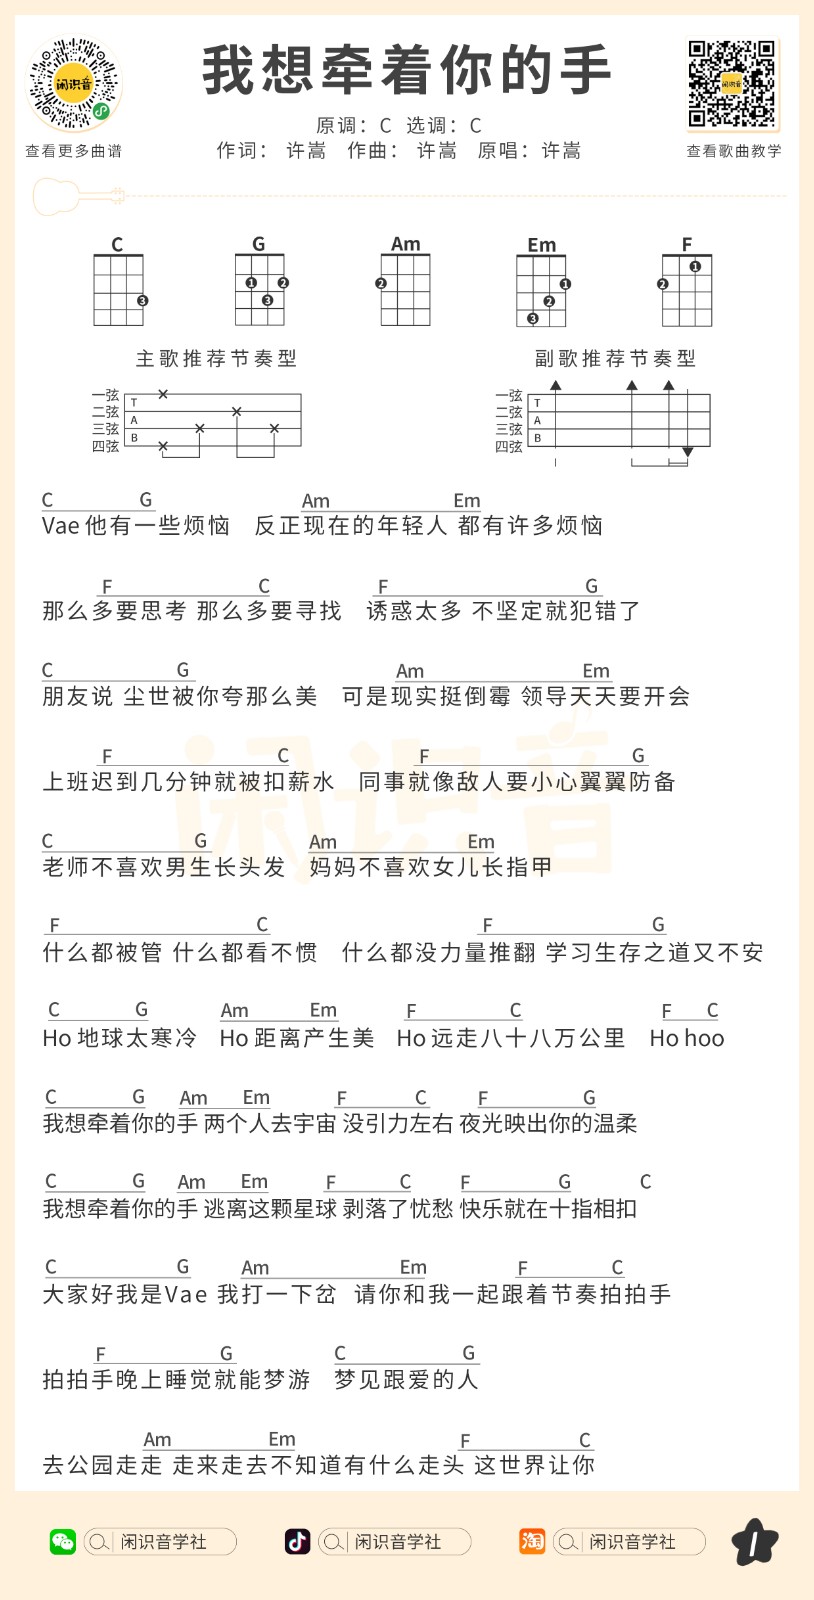 闲识音
我想牵着你的手
原调：C 选调：C
查看更多曲谱
作词： 许嵩 作曲： 许嵩 原唱：许嵩
查看歌曲教学
C G Am Em F
3
1 2 3
2
1 2 3
1 2
主歌推荐节奏型 副歌推荐节奏型
一弦
二弦
三弦
四弦
T
A
B
一弦
二弦
三弦
四弦
T
A
B
C G Am Em
Vae 他有一些烦恼 反正现在的年轻人 都有许多烦恼
F C F G
那么多要思考 那么多要寻找 诱惑太多 不坚定就犯错了
C G Am Em
朋友说 尘世被你夸那么美 可是现实挺倒霉 领导天天要开会
F C F G
上班迟到几分钟就被扣薪水 同事就像敌人要小心翼翼防备
闲识音
C G Am Em
老师不喜欢男生长头发 妈妈不喜欢女儿长指甲
F C F G
什么都被管 什么都看不惯 什么都没力量推翻 学习生存之道又不安
C G Am Em F C F C
Ho 地球太寒冷 Ho 距离产生美 Ho 远走八十八万公里 Ho hoo
C G Am Em F C F G
我想牵着你的手 两个人去宇宙 没引力左右 夜光映出你的温柔
C G Am Em F C F G C
我想牵着你的手 逃离这颗星球 剥落了忧愁 快乐就在十指相扣
C G Am Em F C
大家好我是Vae 我打一下岔 请你和我一起跟着节奏拍拍手
F G C G
拍拍手晚上睡觉就能梦游 梦见跟爱的人
Am Em F C
去公园走走 走来走去不知道有什么走头 这世界让你
闲识音学社 闲识音学社 淘 闲识音学社 1